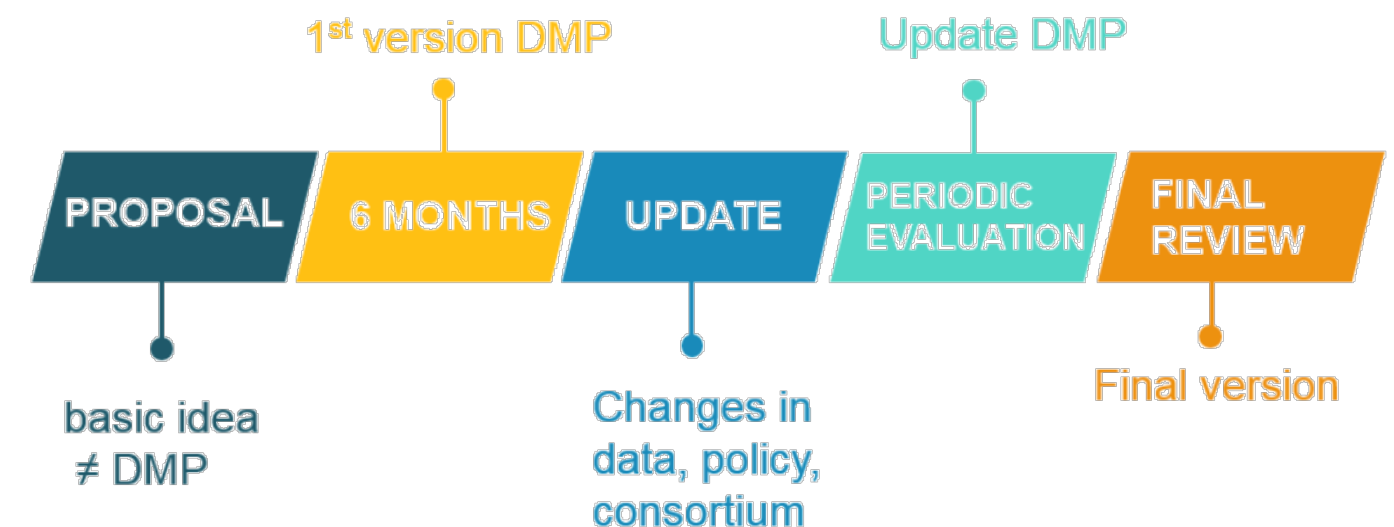 1st version DMP
Update DMP
PROPOSAL
6 MONTHS
UPDATE
PERIODIC
EVALUATION
FINAL
REVIEW
basic idea
≠ DMP
Changes in
data, policy,
consortium
Final version